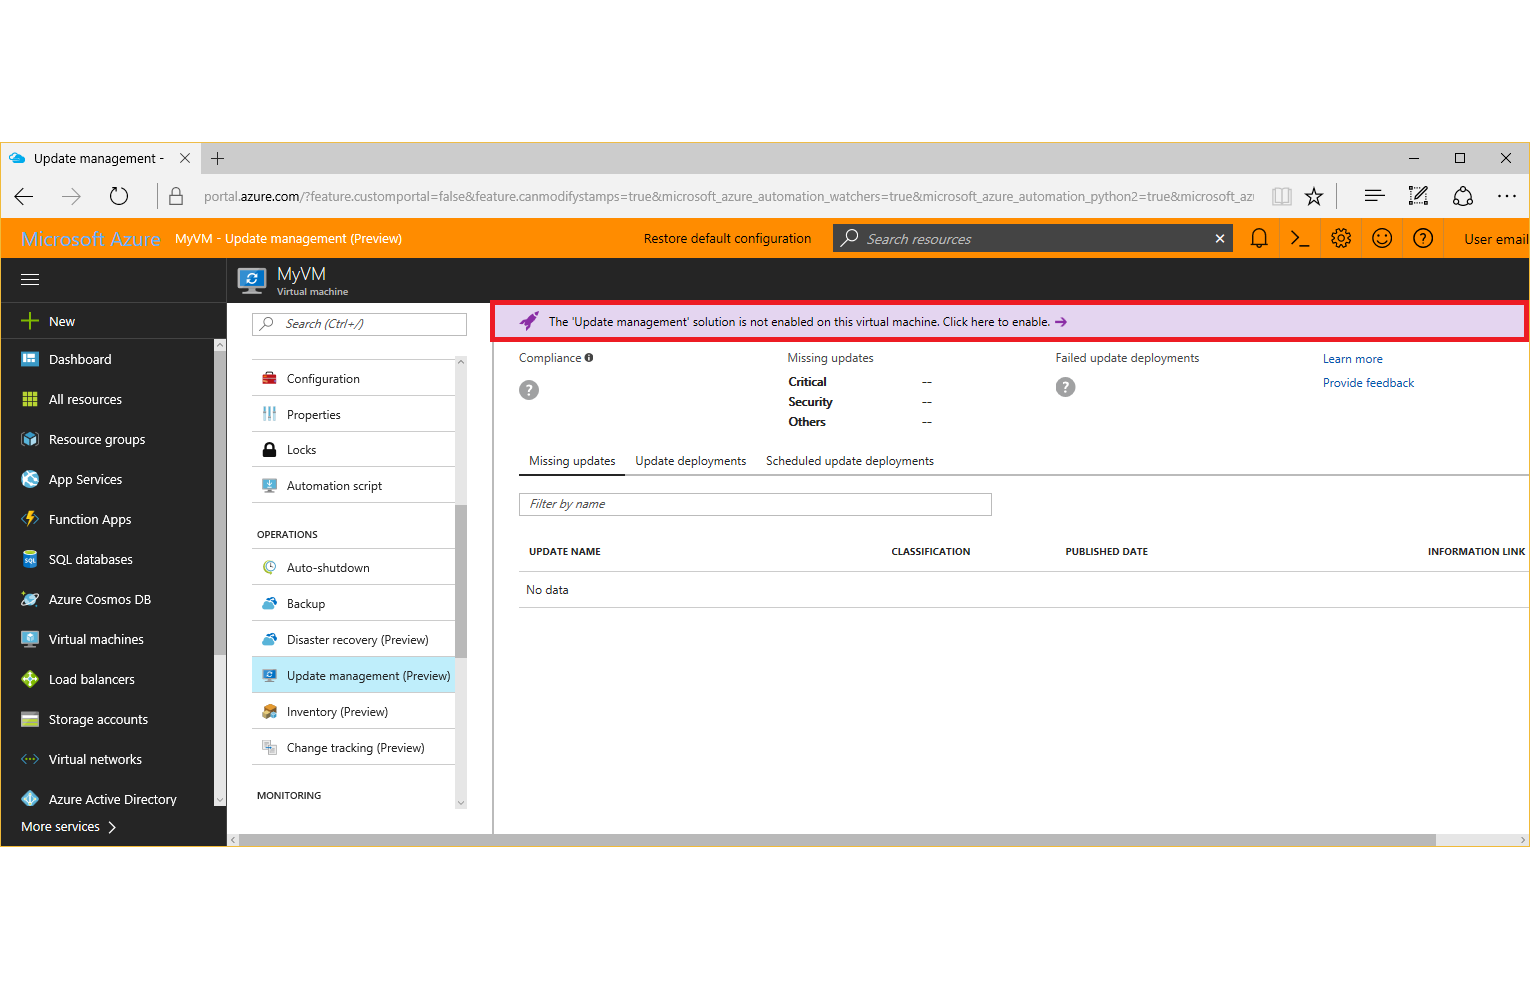 Update management -
portal.azure.com/?feature.customportal=false&feature.canmodifystamps=true&microsoft_azure_automation_watchers=true&microsoft_azure_automation_python2=true&microsoft_az
Microsoft Azure
MyVM - Update management (Preview)
Restore default configuration
Search resources
User email
MyVM
Virtual machine
New
Dashboard
All resources
Resource groups
App Services
Function Apps
SQL databases
Azure Cosmos DB
Virtual machines
Load balancers
Storage accounts
Virtual networks
Azure Active Directory
More services
Search (Ctrl+/)
Configuration
Properties
Locks
Automation script
OPERATIONS
Auto-shutdown
Backup
Disaster recovery (Preview)
Update management (Preview)
Inventory (Preview)
Change tracking (Preview)
MONITORING
The 'Update management' solution is not enabled on this virtual machine. Click here to enable.
Compliance
Missing updates
Critical --
Security --
Others --
Failed update deployments
Learn more
Provide feedback
Missing updates Update deployments Scheduled update deployments
Filter by name
UPDATE NAME CLASSIFICATION PUBLISHED DATE INFORMATION LINK
No data